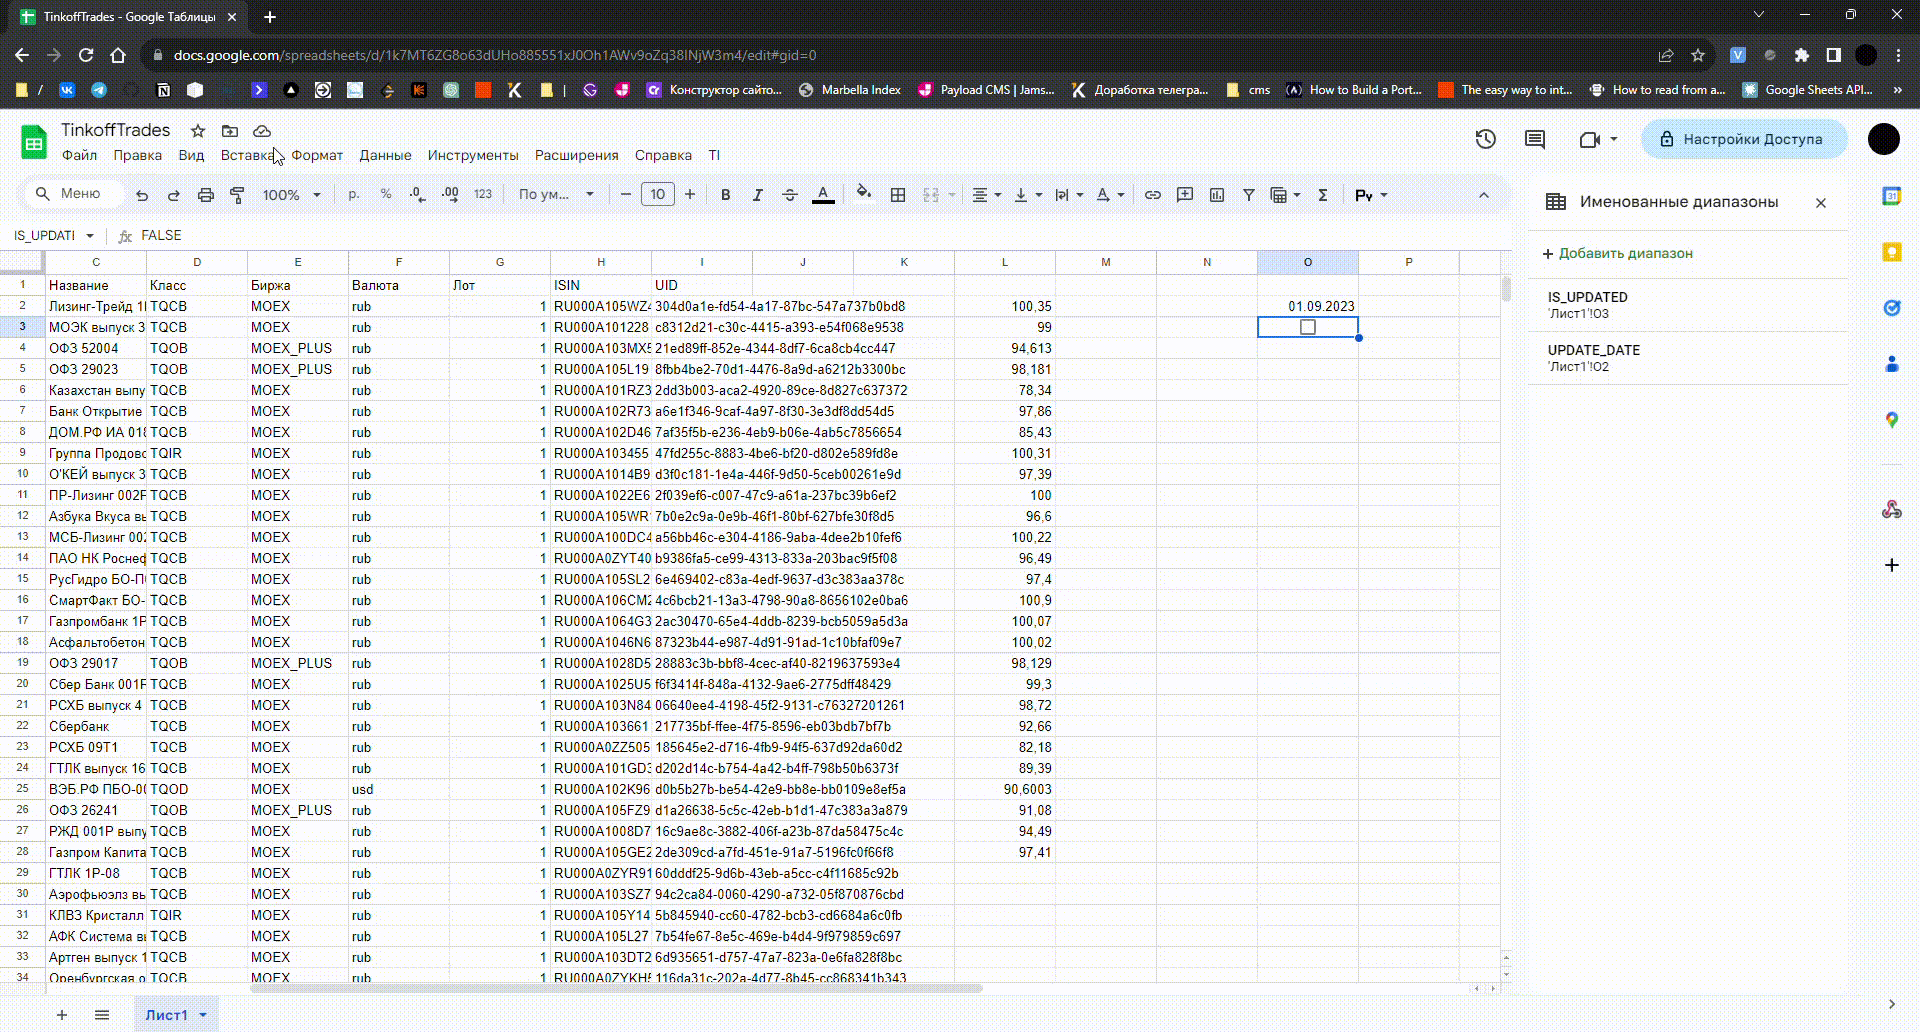 TinkoffTrades - Google Таблицы
docs.google.com/spreadsheets/d/1k7MT6ZG8o63dUHo885551xJ0Oh1AWv9oZq38INjW3m4/edit#gid=0
/ Конструктор сайто... Marbella Index Payload CMS | Jams... Доработка телегра... cms How to Build a Port... The easy way to int... How to read from a... Google Sheets API... »
TinkoffTrades
Файл Правка Вид Вставка Формат Данные Инструменты Расширения Справка TI
Настройки Доступа
Меню 100% р. % .0 .00 123 По ум... 10 B I A Σ Py
IS_UPDATI fx FALSE
C D E F G H I J K L M N O P
1 Название Класс Биржа Валюта Лот ISIN UID
2 Лизинг-Трейд 1 TQCB MOEX rub 1 RU000A105WZ4 304d0a1e-fd54-4a17-87bc-547a737b0bd8 100,35 01.09.2023
3 МОЭК выпуск 3 TQCB MOEX rub 1 RU000A101228 c8312d21-c30c-4415-a393-e54f068e9538 99
4 ОФЗ 52004 TQOB MOEX_PLUS rub 1 RU000A103MX5 21ed89ff-852e-4344-8df7-6ca8cb4cc447 94,613
5 ОФЗ 29023 TQOB MOEX_PLUS rub 1 RU000A105L19 8fbb4be2-70d1-4476-8a9d-a6212b3300bc 98,181
6 Казахстан выпу TQCB MOEX rub 1 RU000A101RZ3 2dd3b003-aca2-4920-89ce-8d827c637372 78,34
7 Банк Открытие TQCB MOEX rub 1 RU000A102R73 a6e1f346-9caf-4a97-8f30-3e3df8dd54d5 97,86
8 ДОМ.РФ ИА 018 TQCB MOEX rub 1 RU000A102D46 7af35f5b-e236-4eb9-b06e-4ab5c7856654 85,43
9 Группа Продово TQIR MOEX rub 1 RU000A103455 47fd255c-8883-4be6-bf20-d802e589fd8e 100,31
10 О'КЕЙ выпуск 3 TQCB MOEX rub 1 RU000A1014B9 d3f0c181-1e4a-446f-9d50-5ceb00261e9d 97,39
11 ПР-Лизинг 002P TQCB MOEX rub 1 RU000A1022E6 2f039ef6-c007-47c9-a61a-237bc39b6ef2 100
12 Азбука Вкуса вы TQCB MOEX rub 1 RU000A105WR 7b0e2c9a-0e9b-46f1-80bf-627bfe30f8d5 96,6
13 МСБ-Лизинг 002 TQCB MOEX rub 1 RU000A100DC4 a56bb46c-e304-4186-9aba-4dee2b10fef6 100,22
14 ПАО НК Роснеф TQCB MOEX rub 1 RU000A0ZYT40 b9386fa5-ce99-4313-833a-203bac9f5f08 96,49
15 РусГидро БО-П TQCB MOEX rub 1 RU000A105SL2 6e469402-c83a-4edf-9637-d3c383aa378c 97,4
16 СмартФакт БО- TQCB MOEX rub 1 RU000A106CM2 4c6bcb21-13a3-4798-90a8-8656102e0ba6 100,9
17 Газпромбанк 1P TQCB MOEX rub 1 RU000A1064G3 2ac30470-65e4-4ddb-8239-bcb5059a5d3a 100,07
18 Асфальтобетон TQCB MOEX rub 1 RU000A1046N6 87323b44-e987-4d91-91ad-1c10bfaf09e7 100,02
19 ОФЗ 29017 TQOB MOEX_PLUS rub 1 RU000A1028D5 28883c3b-bbf8-4cec-af40-8219637593e4 98,129
20 Сбер Банк 001P TQCB MOEX rub 1 RU000A1025U5 f6f3414f-848a-4132-9ae6-2775dff48429 99,3
21 РСХБ выпуск 4 TQCB MOEX rub 1 RU000A103N84 06640ee4-4198-45f2-9131-c76327201261 98,72
22 Сбербанк TQCB MOEX rub 1 RU000A103661 217735bf-ffee-4f75-8596-eb03bdb7bf7b 92,66
23 РСХБ 09Т1 TQCB MOEX rub 1 RU000A0ZZ505 185645e2-d716-4fb9-94f5-637d92da60d2 82,18
24 ГТЛК выпуск 16 TQCB MOEX rub 1 RU000A101GD3 d202d14c-b754-4a42-b4ff-798b50b6373f 89,39
25 ВЭБ.РФ ПБО-00 TQOD MOEX usd 1 RU000A102K96 d0b5b27b-be54-42e9-bb8e-bb0109e8ef5a 90,6003
26 ОФЗ 26241 TQOB MOEX_PLUS rub 1 RU000A105FZ9 d1a26638-5c5c-42eb-b1d1-47c383a3a879 91,08
27 РЖД 001P выпу TQCB MOEX rub 1 RU000A1008D7 16c9ae8c-3882-406f-a23b-87da58475c4c 94,49
28 Газпром Капита TQCB MOEX rub 1 RU000A105GE2 2de309cd-a7fd-451e-91a7-5196fc0f66f8 97,41
29 ГТЛК 1P-08 TQCB MOEX rub 1 RU000A0ZYR91 60dddf25-9d6b-43eb-a5cc-c4f11685c92b
30 Аэрофьюэлз вы TQCB MOEX rub 1 RU000A103SZ7 94c2ca84-0060-4290-a732-05f870876cbd
31 КЛВЗ Кристалл TQIR MOEX rub 1 RU000A105Y14 5b845940-cc60-4782-bcb3-cd6684a6c0fb
32 АФК Система вы TQCB MOEX rub 1 RU000A105L27 7b54fe67-8e5c-469e-b4d4-9f979859c697
33 Артген выпуск 1 TQCB MOEX rub 1 RU000A103DT2 6d935651-d757-47a7-823a-0e6fa828f8bc
34 Оренбургская о TQCB MOEX rub 1 RU000A0ZYKH5 116da31c-202a-4d77-8b45-cc868341b343
Именованные диапазоны
+ Добавить диапазон
IS_UPDATED
'Лист1'!O3
UPDATE_DATE
'Лист1'!O2
Лист1